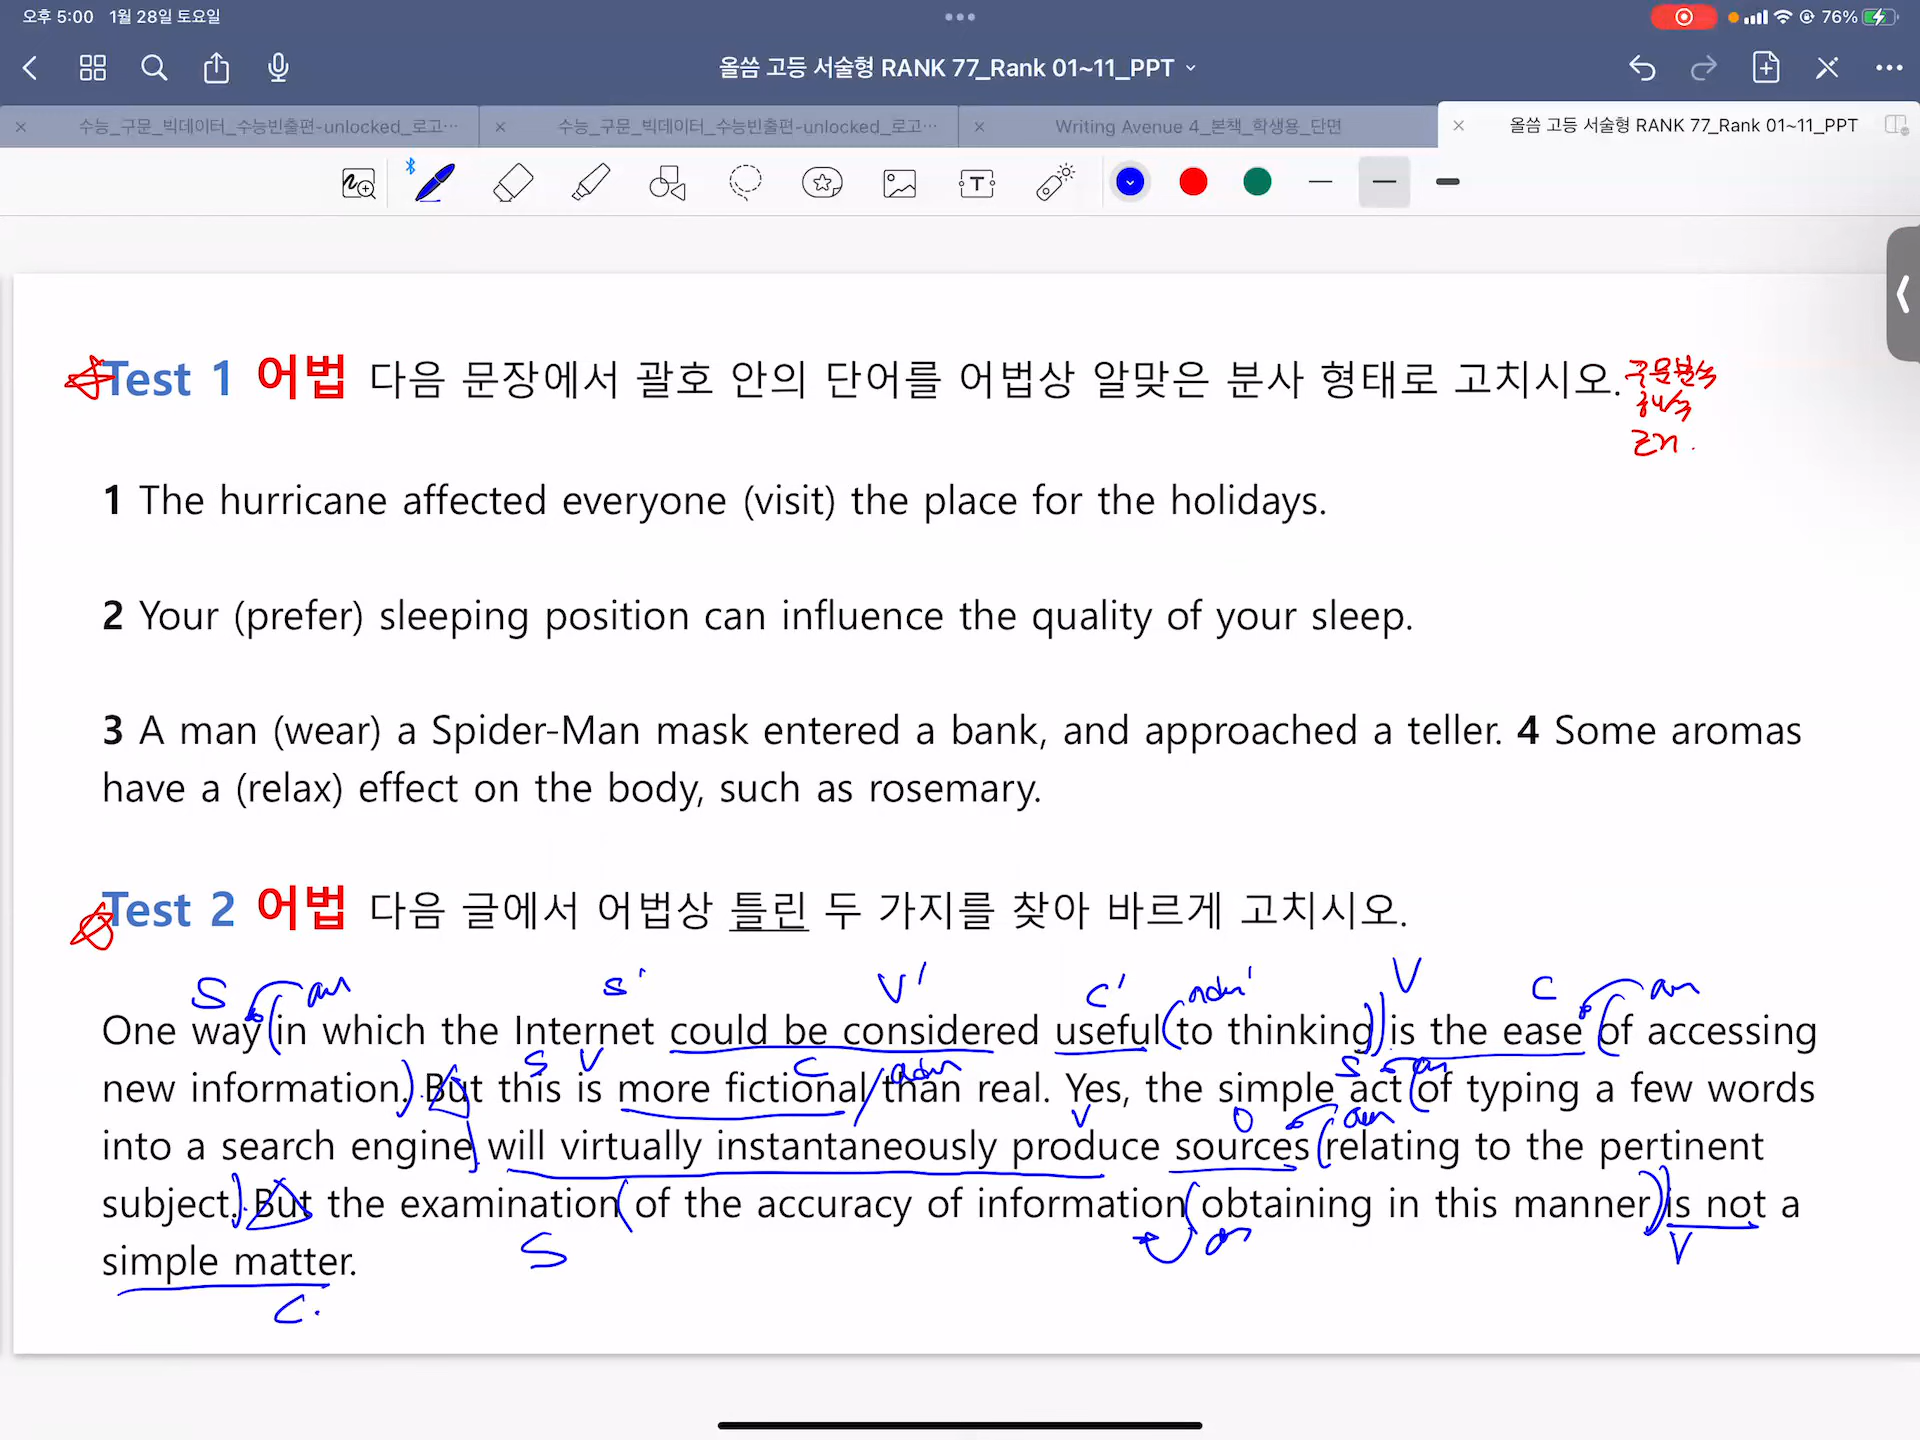 오후 5:00 1월 28일 토요일
76%
올씀 고등 서술형 RANK 77_Rank 01~11_PPT
수능_구문_빅데이터_수능빈출편-unlocked_로고…
수능_구문_빅데이터_수능빈출편-unlocked_로고…
Writing Avenue 4_본책_학생용_단면
올씀 고등 서술형 RANK 77_Rank 01~11_PPT
Test 1 어법 다음 문장에서 괄호 안의 단어를 어법상 알맞은 분사 형태로 고치시오.
구문분석
해석
근거.
1 The hurricane affected everyone (visit) the place for the holidays.
2 Your (prefer) sleeping position can influence the quality of your sleep.
3 A man (wear) a Spider-Man mask entered a bank, and approached a teller. 4 Some aromas
have a (relax) effect on the body, such as rosemary.
Test 2 어법 다음 글에서 어법상 틀린 두 가지를 찾아 바르게 고치시오.
S S' V' C' adv' V C
One way in which the Internet could be considered useful to thinking is the ease of accessing
S V C adv S
new information. But this is more fictional than real. Yes, the simple act of typing a few words
V O
into a search engine will virtually instantaneously produce sources relating to the pertinent
subject. But the examination of the accuracy of information obtaining in this manner is not a
S V
simple matter.
C.